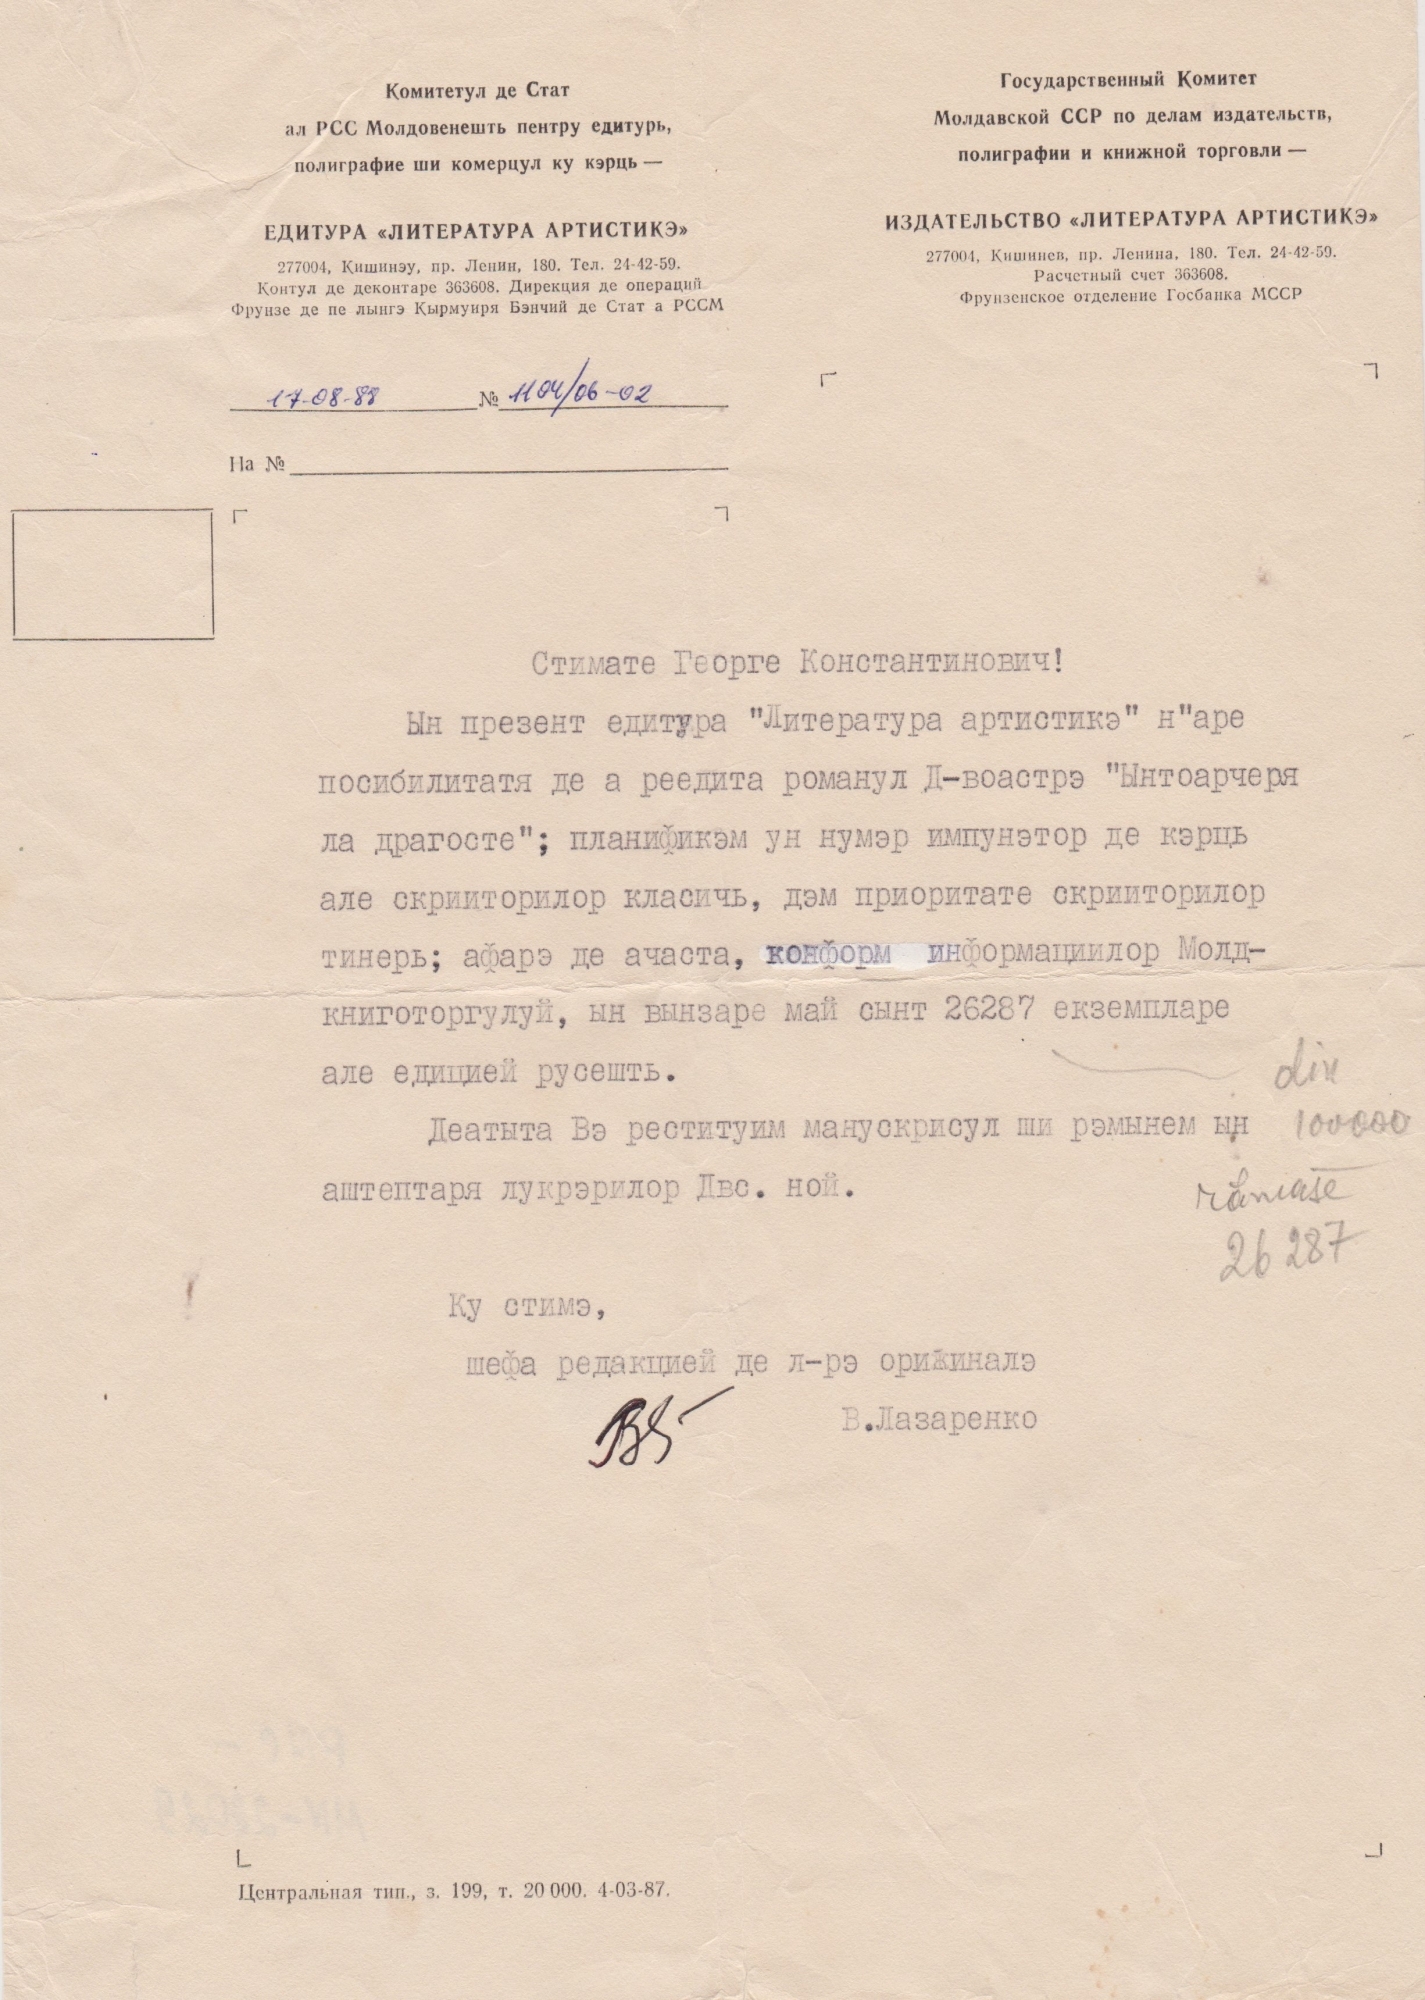 Комитетул де Стат
ал РСС Молдовенешть пентру едитурь,
полиграфие ши комерцул ку кэрць —
ЕДИТУРА «ЛИТЕРАТУРА АРТИСТИКЭ»
277004, Кишинэу, пр. Ленин, 180. Тел. 24-42-59.
Контул де деконтаре 363608. Дирекция де операций
Фрунзе де пе лынгэ Кырмуиря Бэнчий де Стат а РССМ
Государственный Комитет
Молдавской ССР по делам издательств,
полиграфии и книжной торговли —
ИЗДАТЕЛЬСТВО «ЛИТЕРАТУРА АРТИСТИКЭ»
277004, Кишинев, пр. Ленина, 180. Тел. 24-42-59.
Расчетный счет 363608.
Фрунзенское отделение Госбанка МССР
17-08-88 № 1104/06-02
На №
Стимате Георге Константинович!
Ын презент едитура "Литература артистикэ" н"аре
посибилитатя де а реедита романул Д-воастрэ "Ынтоарчеря
ла драгосте"; планификэм ун нумэр импунэтор де кэрць
але скрииторилор класичь, дэм приоритате скрииторилор
тинерь; афарэ де ачаста, конформ информациилор Молд-
книготоргулуй, ын вынзаре май сынт 26287 екземпларе
але едицией русешть.
Деатыта Вэ реституим манускрисул ши рэмынем ын
аштептаря лукрэрилор Двс. ной.
din
100000
rămase
26 287
Ку стимэ,
шефа редакцией де л-рэ орижиналэ
В.Лазаренко
Центральная тип., з. 199, т. 20 000. 4-03-87.